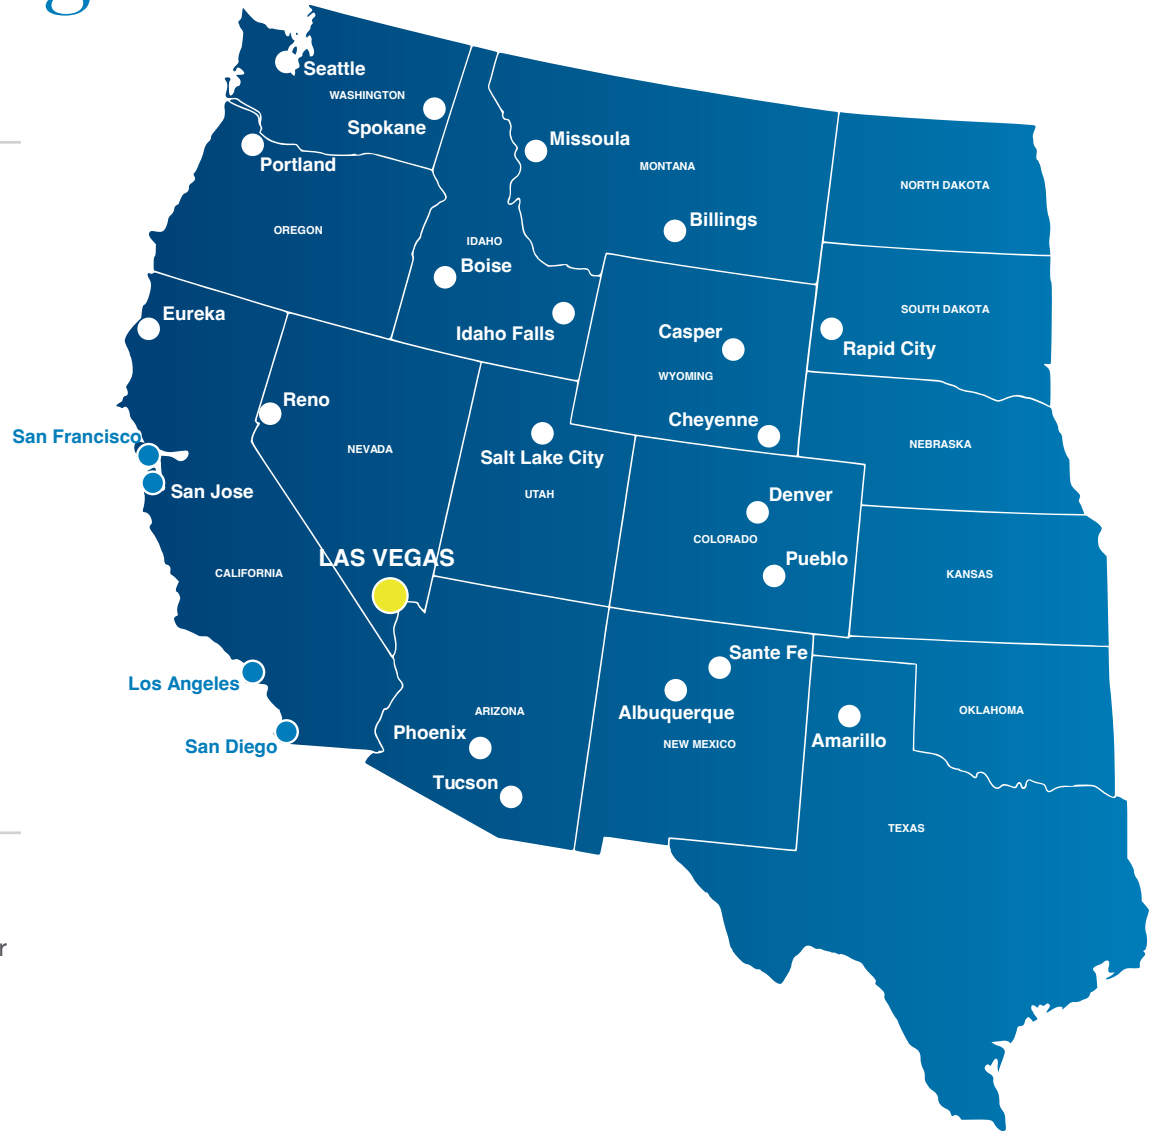 g
Seattle
WASHINGTON
Spokane
Portland
Missoula
MONTANA
NORTH DAKOTA
OREGON
Billings
IDAHO
Boise
Eureka
Idaho Falls
Casper
SOUTH DAKOTA
Rapid City
WYOMING
Reno
Cheyenne
San Francisco
NEVADA
Salt Lake City
NEBRASKA
San Jose
UTAH
Denver
COLORADO
LAS VEGAS
Pueblo
CALIFORNIA
KANSAS
Sante Fe
Los Angeles
ARIZONA
Albuquerque
OKLAHOMA
Phoenix
San Diego
NEW MEXICO
Amarillo
Tucson
TEXAS
r